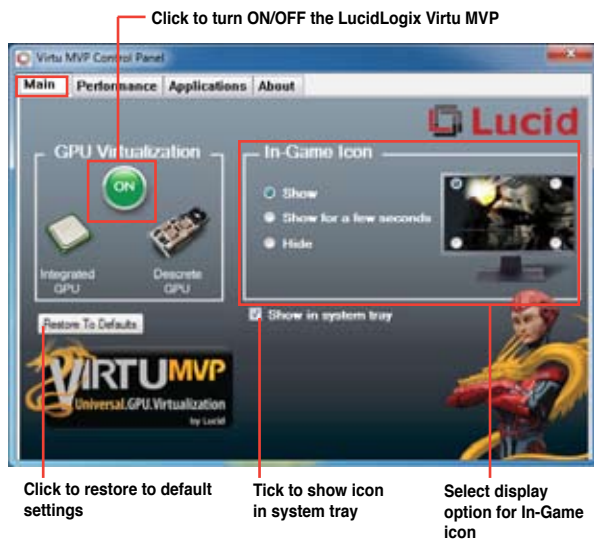 Click to turn ON/OFF the LucidLogix Virtu MVP
Virtu MVP Control Panel
Main Performance Applications About
Lucid
GPU Virtualization
In-Game Icon
ON
Show
Show for a few seconds
Hide
Integrated
GPU
Descrete
GPU
Restore To Defaults
Show in system tray
VIRTUMVP
Universal.GPU.Virtualization
by Lucid
Click to restore to default
settings
Tick to show icon
in system tray
Select display
option for In-Game
icon